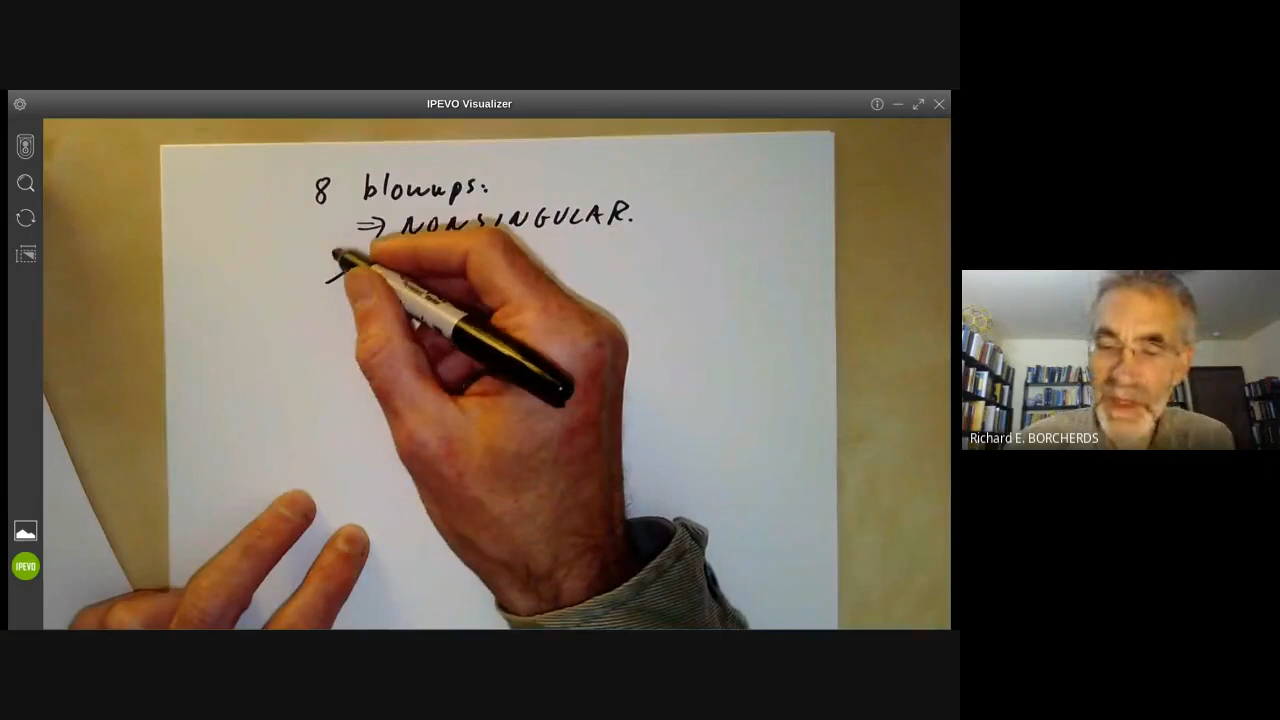 IPEVO Visualizer
8 blowups:
⇒ NONSINGULAR.
IPEVO
Richard E. BORCHERDS